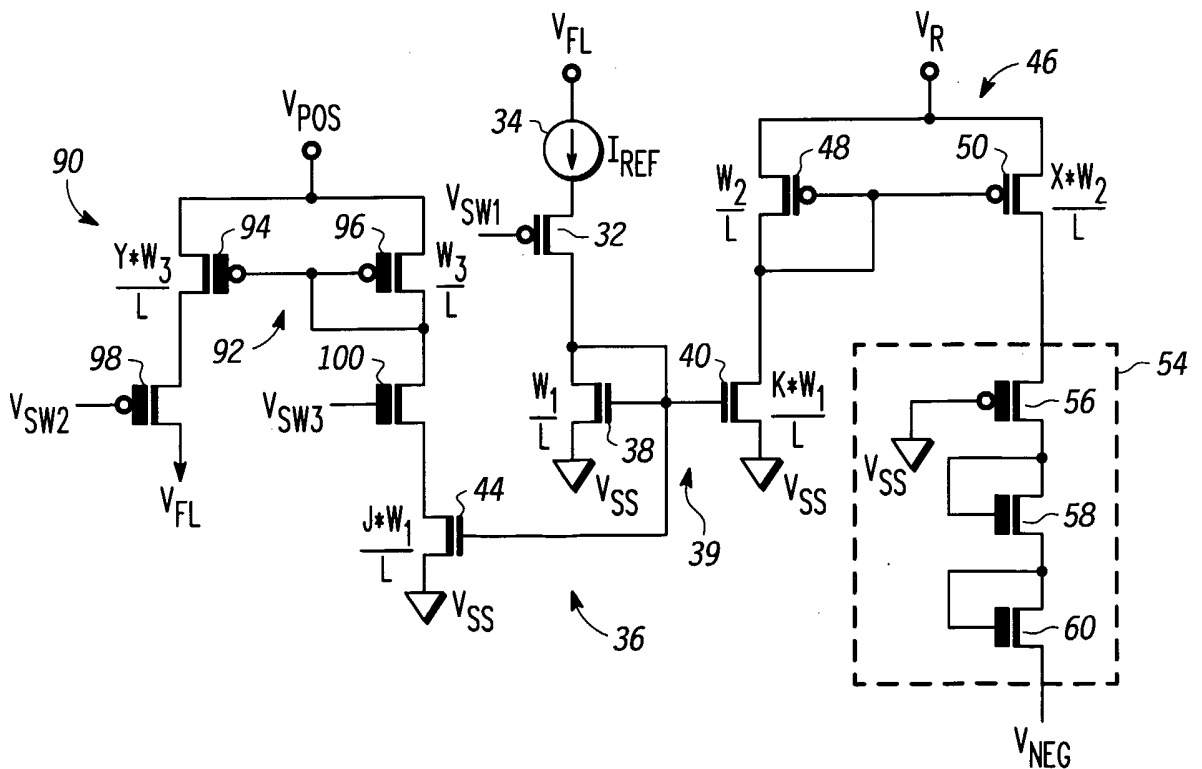 V_FL
V_R
46
V_POS
34
I_REF
90
48
50
W_2
L
X*W_2
L
V_SW1
32
94
96
Y*W_3
L
W_3
L
92
98
100
40
54
V_SW2
V_SW3
W_1
L
K*W_1
L
56
38
V_SS
V_SS
V_SS
V_FL
44
58
39
J*W_1
L
V_SS
36
60
V_NEG